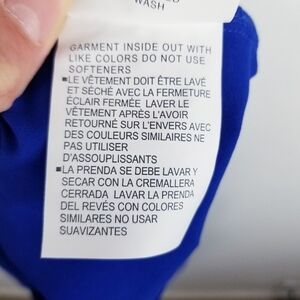 WASH
GARMENT INSIDE OUT WITH
LIKE COLORS DO NOT USE
SOFTENERS
▪LE VÊTEMENT DOIT ÊTRE LAVÉ
ET SÉCHÉ AVEC LA FERMETURE
ÉCLAIR FERMÉE LAVER LE
VÊTEMENT APRÈS L'AVOIR
RETOURNÉ SUR L'ENVERS AVEC
DES COULEURS SIMILAIRES NE
PAS UTILISER
D'ASSOUPLISSANTS
▪LA PRENDA SE DEBE LAVAR Y
SECAR CON LA CREMALLERA
CERRADA LAVAR LA PRENDA
DEL REVÉS CON COLORES
SIMILARES NO USAR
SUAVIZANTES